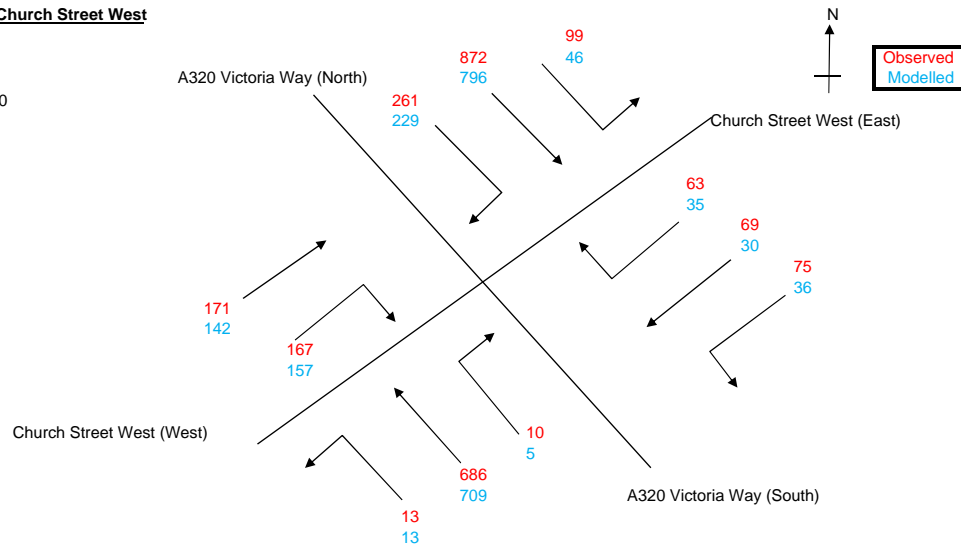 Church Street West
N
99
46
872
796
Observed
Modelled
A320 Victoria Way (North)
0
261
229
Church Street West (East)
63
35
69
30
75
36
171
142
167
157
Church Street West (West)
10
5
686
709
A320 Victoria Way (South)
13
13